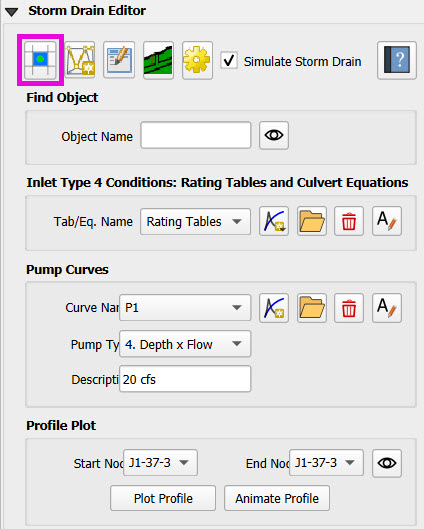 Storm Drain Editor
Simulate Storm Drain
Find Object
Object Name
Inlet Type 4 Conditions: Rating Tables and Culvert Equations
Tab/Eq. Name Rating Tables
Pump Curves
Curve Nar P1
Pump Ty 4. Depth x Flow
Descripti 20 cfs
Profile Plot
Start Noc J1-37-3 End Noc J1-37-3
Plot Profile Animate Profile